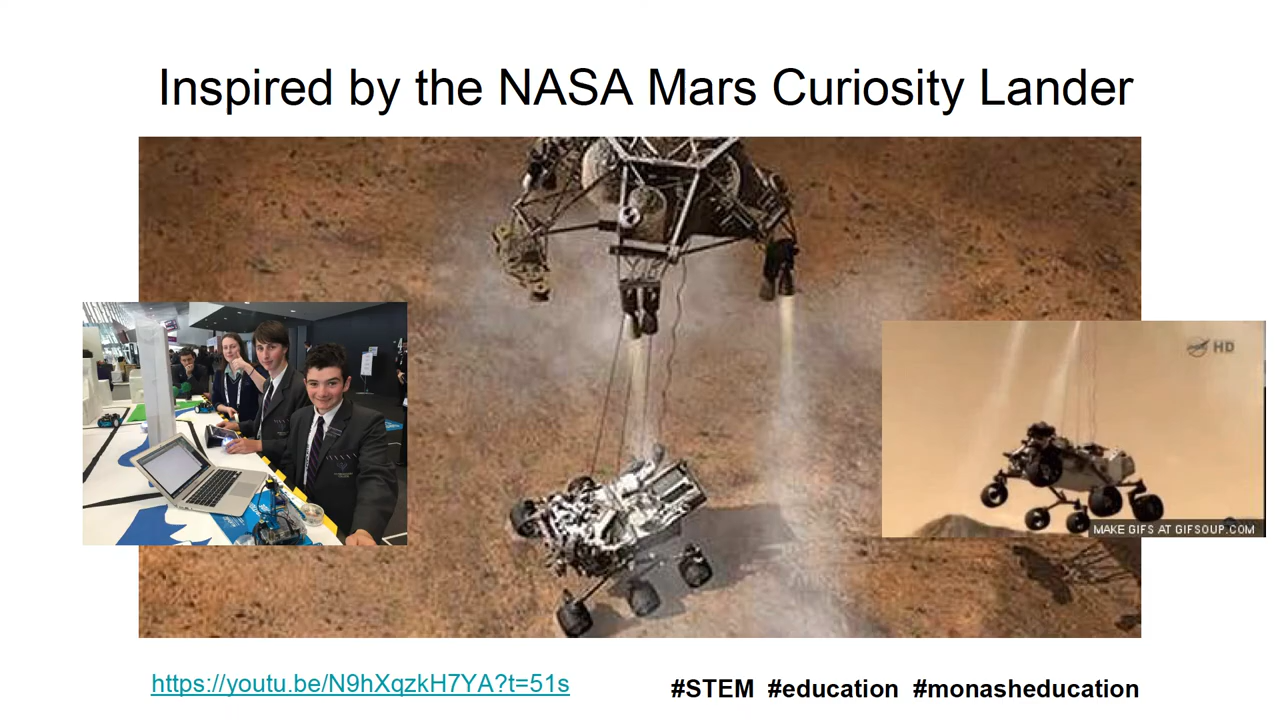 Inspired by the NASA Mars Curiosity Lander
HD
MAKE GIFS AT GIFSOUP.COM
https://youtu.be/N9hXqzkH7YA?t=51s
#STEM #education #monasheducation